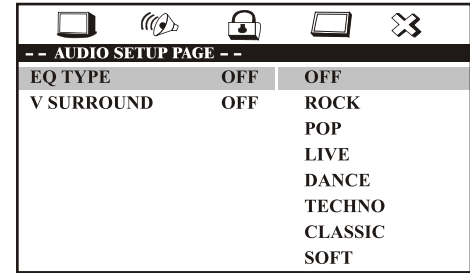 - - AUDIO SETUP PAGE - -
EQ TYPE OFF OFF
V SURROUND OFF ROCK
POP
LIVE
DANCE
TECHNO
CLASSIC
SOFT